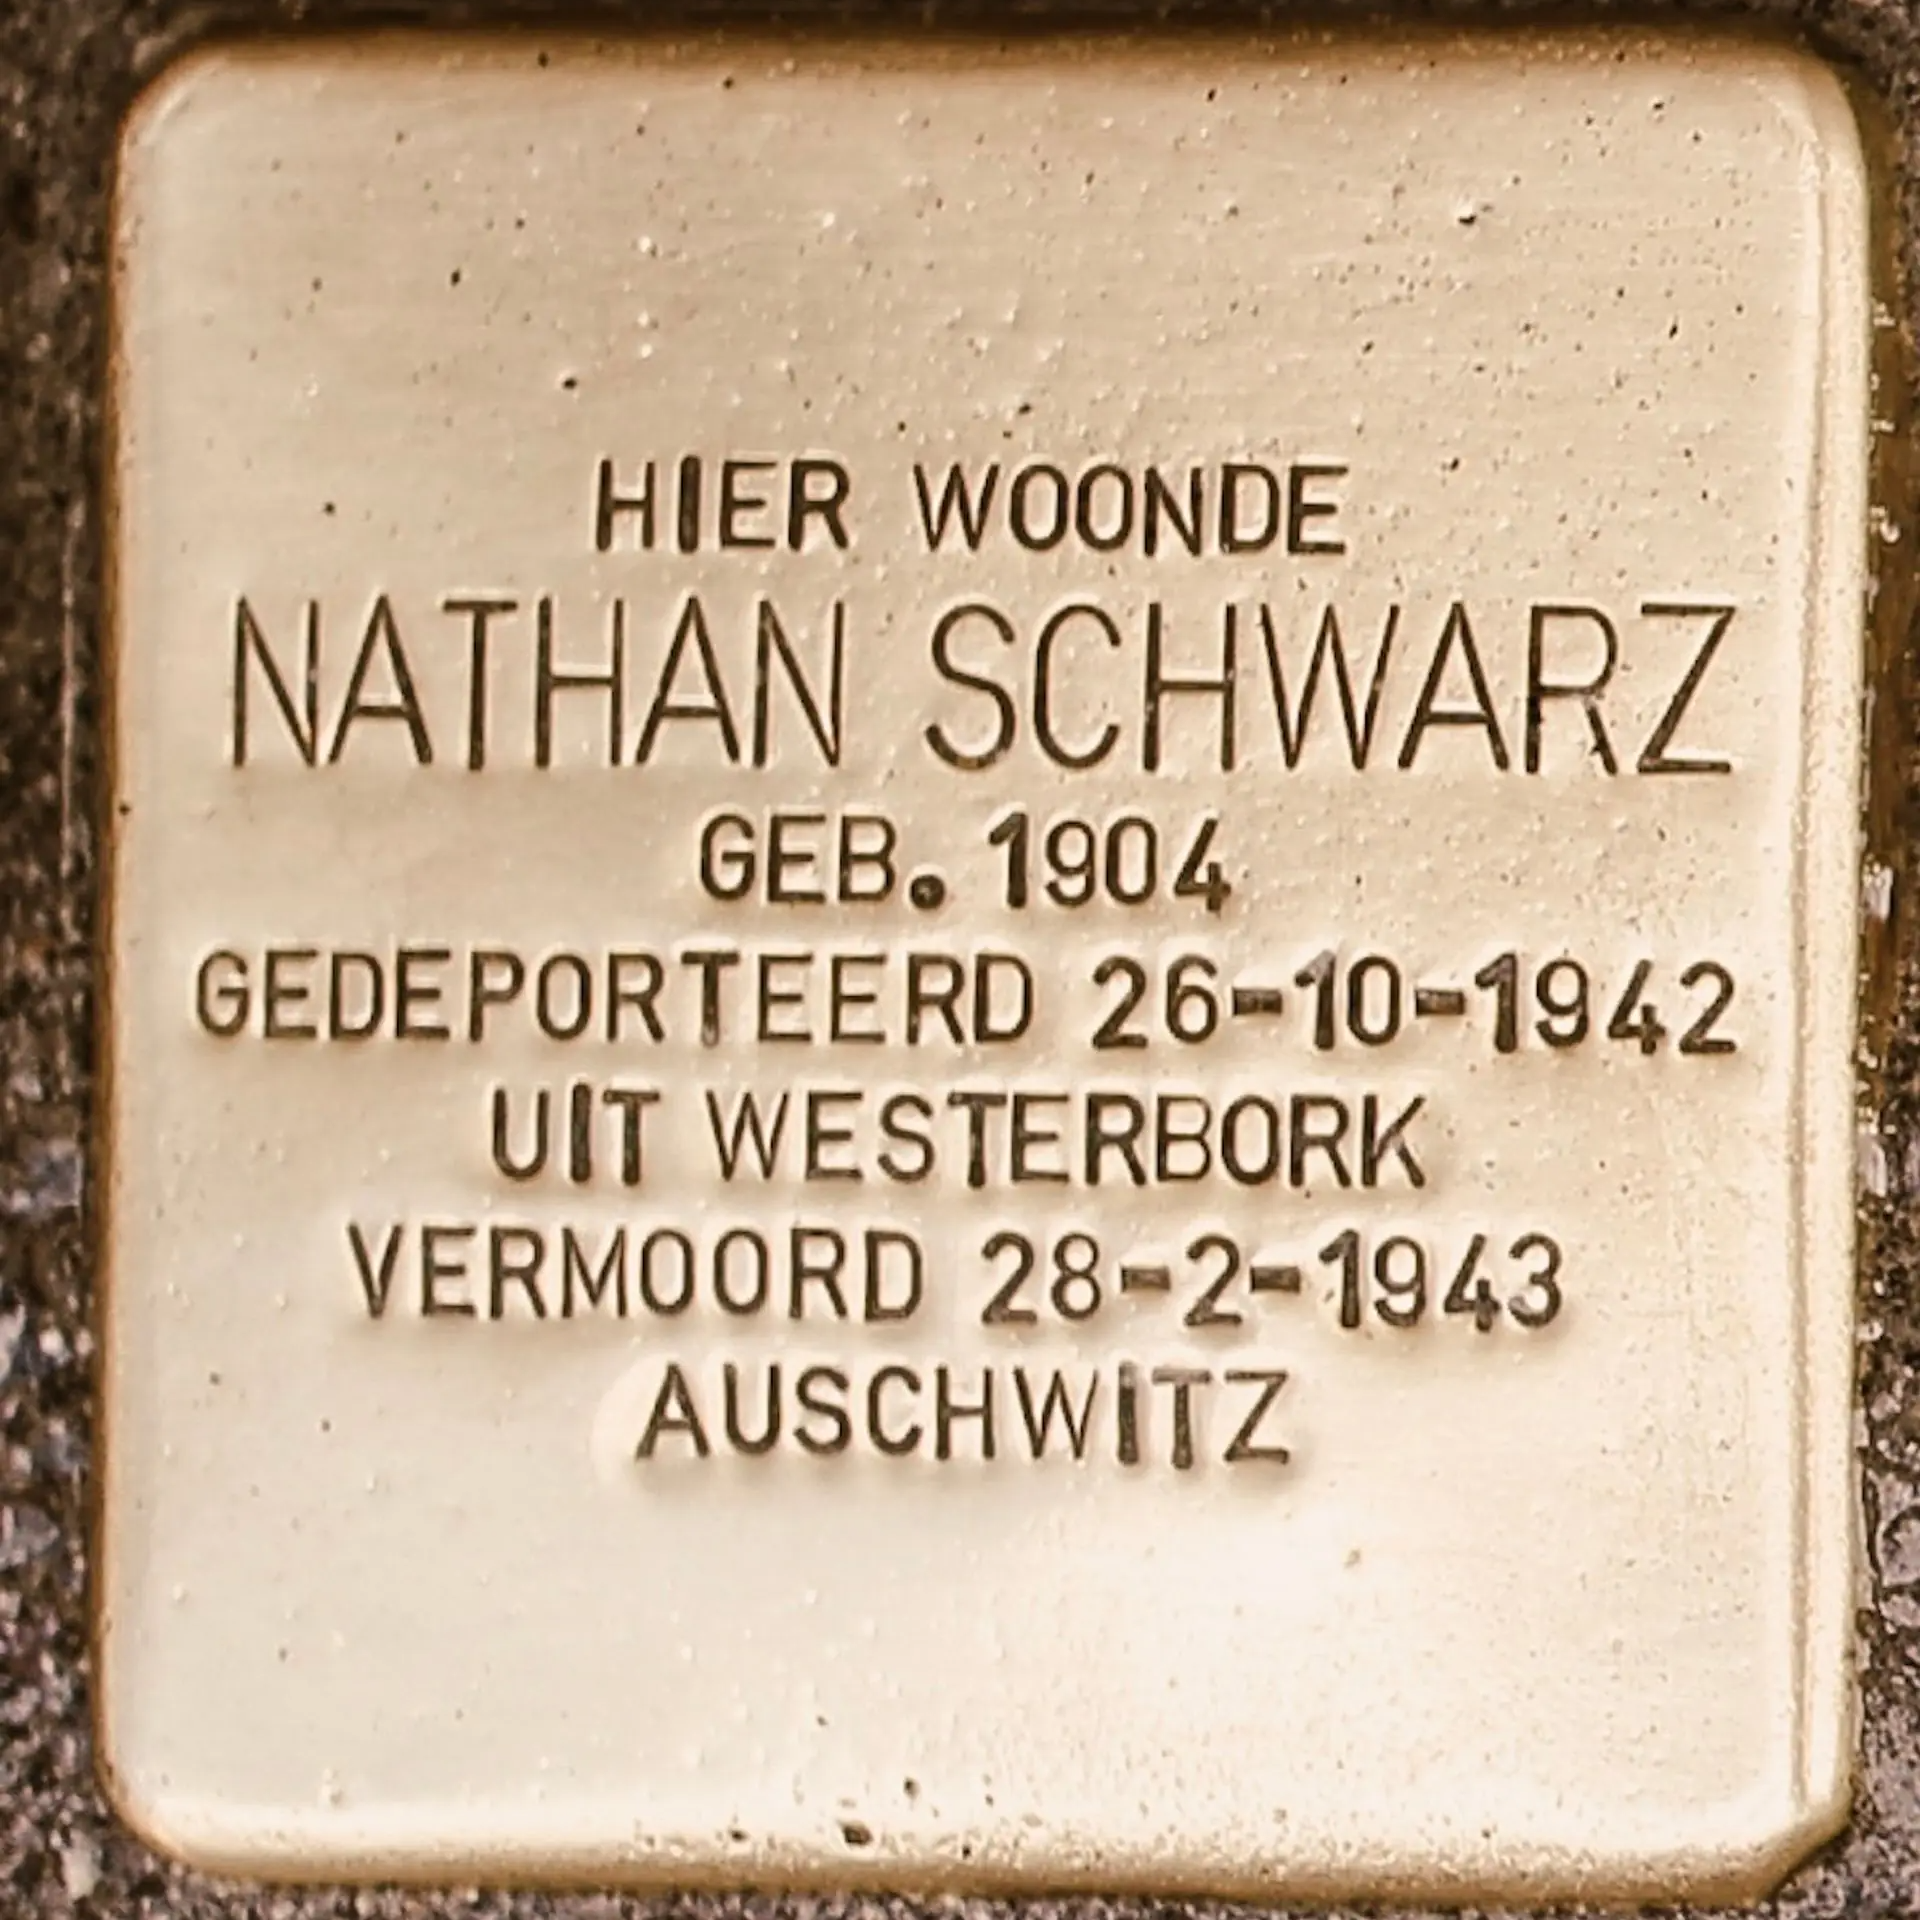 HIER WOONDE
NATHAN SCHWARZ
GEB. 1904
GEDEPORTEERD 26-10-1942
UIT WESTERBORK
VERMOORD 28-2-1943
AUSCHWITZ